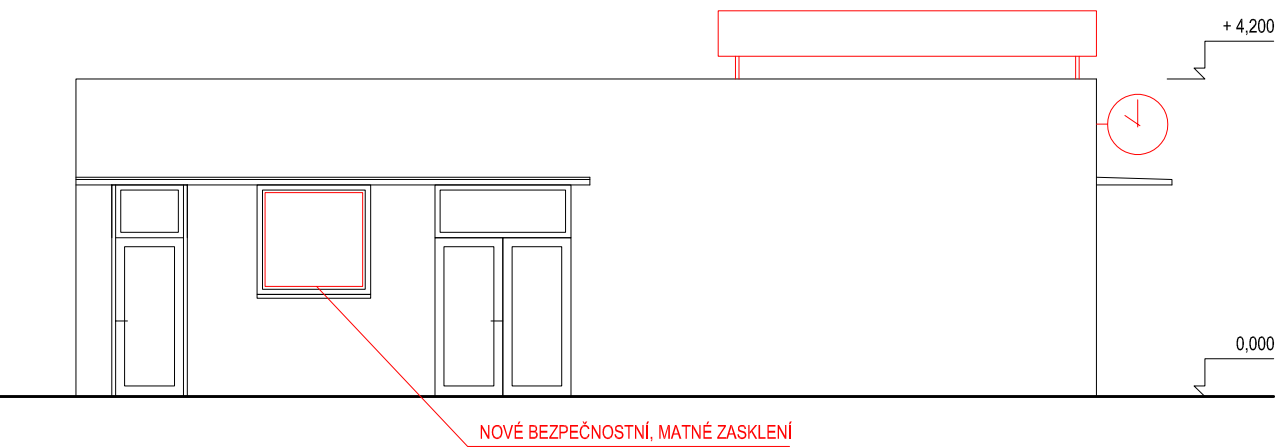 + 4,200
0,000
NOVÉ BEZPEČNOSTNÍ, MATNÉ ZASKLENÍ